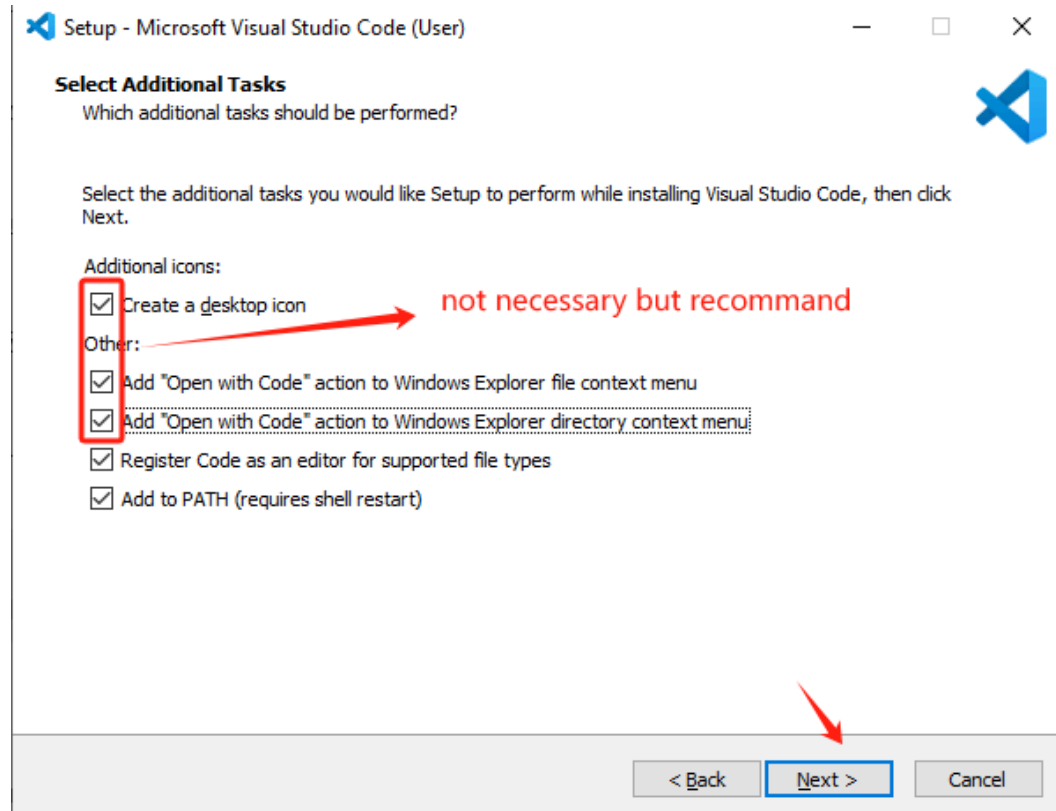 Setup - Microsoft Visual Studio Code (User)
Select Additional Tasks
Which additional tasks should be performed?
Select the additional tasks you would like Setup to perform while installing Visual Studio Code, then click
Next.
Additional icons:
Create a desktop icon
not necessary but recommand
Other:
Add "Open with Code" action to Windows Explorer file context menu
Add "Open with Code" action to Windows Explorer directory context menu
Register Code as an editor for supported file types
Add to PATH (requires shell restart)
< Back Next > Cancel